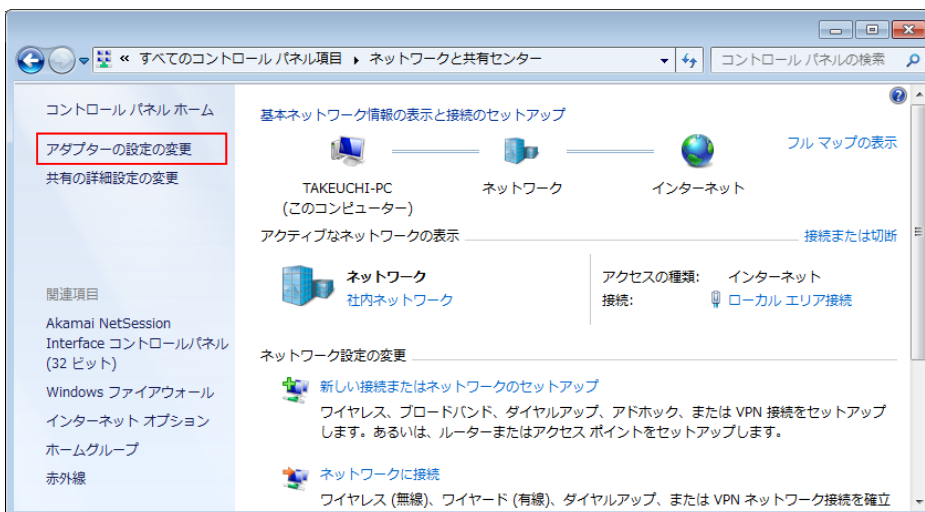 « すべてのコントロール パネル項目 ▸ ネットワークと共有センター
コントロール パネルの検索
コントロール パネル ホーム
アダプターの設定の変更
共有の詳細設定の変更
関連項目
Akamai NetSession
Interface コントロールパネル
(32 ビット)
Windows ファイアウォール
インターネット オプション
ホームグループ
赤外線
基本ネットワーク情報の表示と接続のセットアップ
フル マップの表示
TAKEUCHI-PC
(このコンピューター)
ネットワーク
インターネット
アクティブなネットワークの表示
接続または切断
ネットワーク
社内ネットワーク
アクセスの種類: インターネット
接続: ローカル エリア接続
ネットワーク設定の変更
新しい接続またはネットワークのセットアップ
ワイヤレス、ブロードバンド、ダイヤルアップ、アドホック、または VPN 接続をセットアップ
します。あるいは、ルーターまたはアクセス ポイントをセットアップします。
ネットワークに接続
ワイヤレス (無線)、ワイヤード (有線)、ダイヤルアップ、または VPN ネットワーク接続を確立